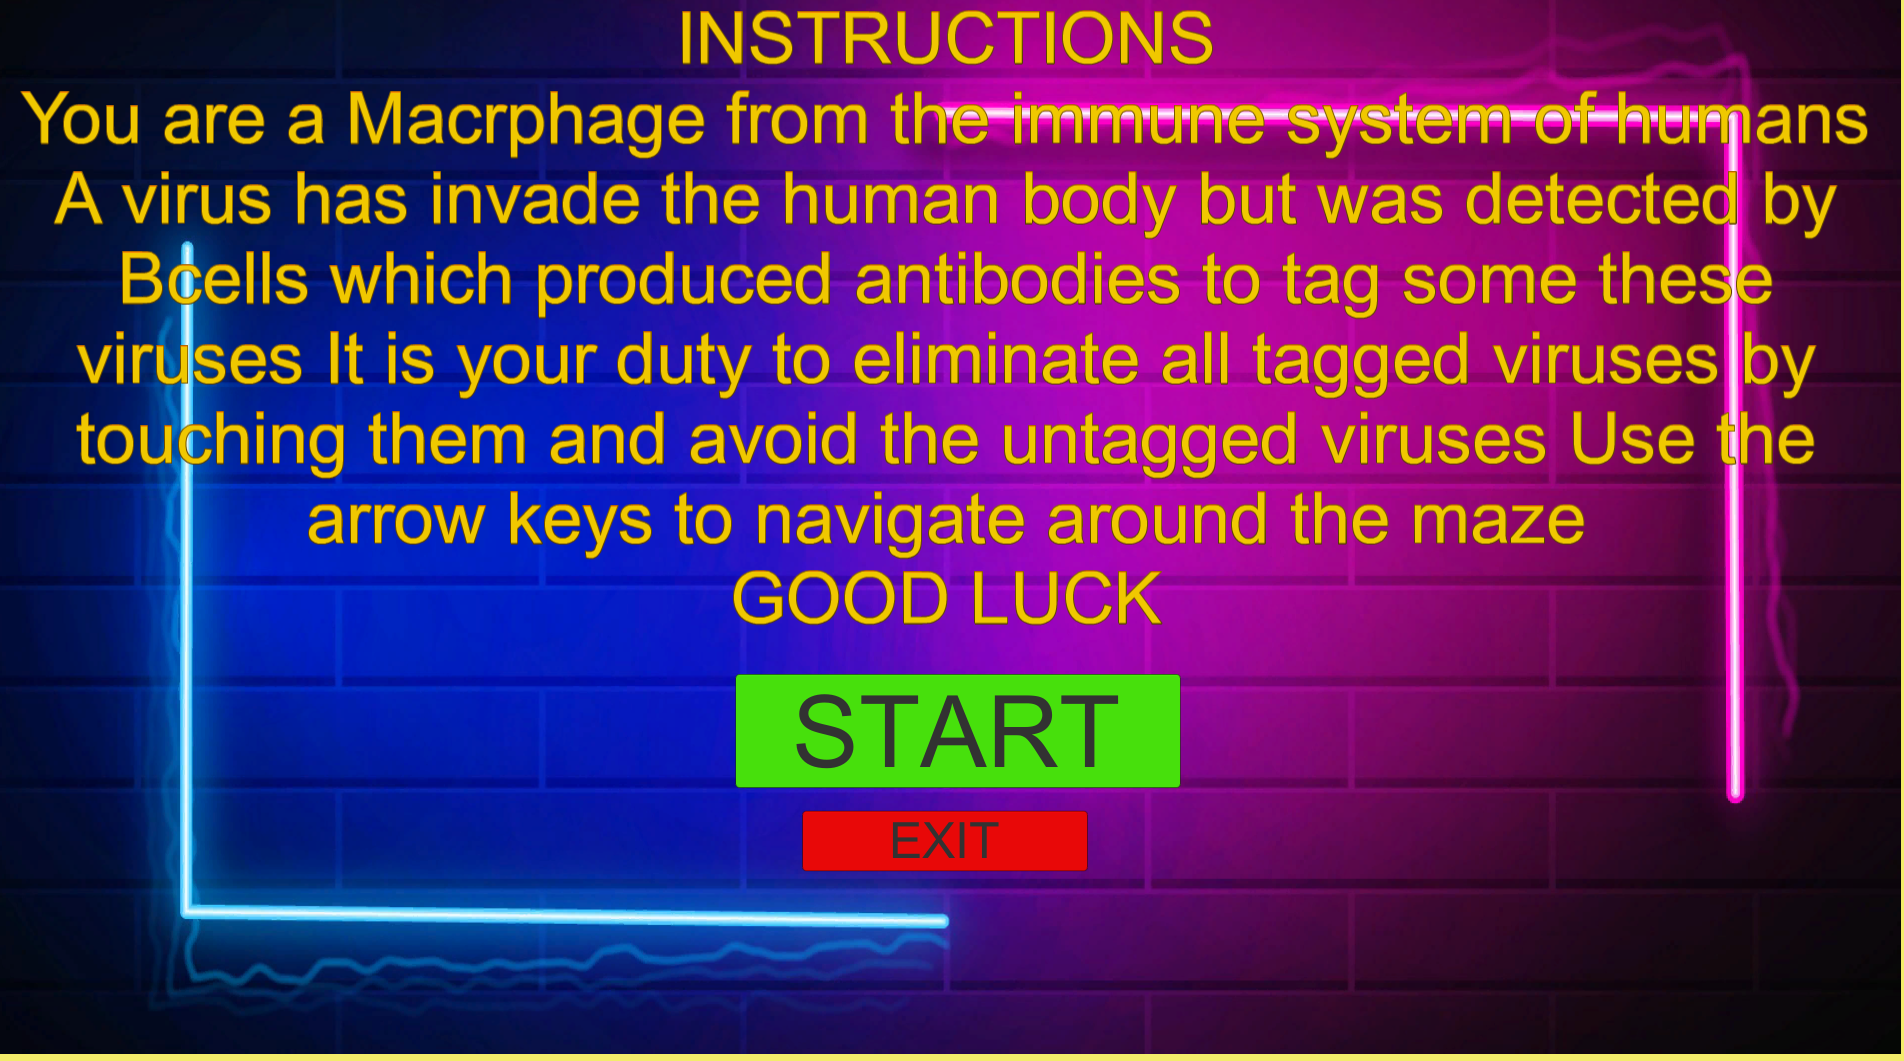 INSTRUCTIONS
You are a Macrphage from the immune system of humans
A virus has invade the human body but was detected by
Bcells which produced antibodies to tag some these
viruses It is your duty to eliminate all tagged viruses by
touching them and avoid the untagged viruses Use the
arrow keys to navigate around the maze
GOOD LUCK
START
EXIT